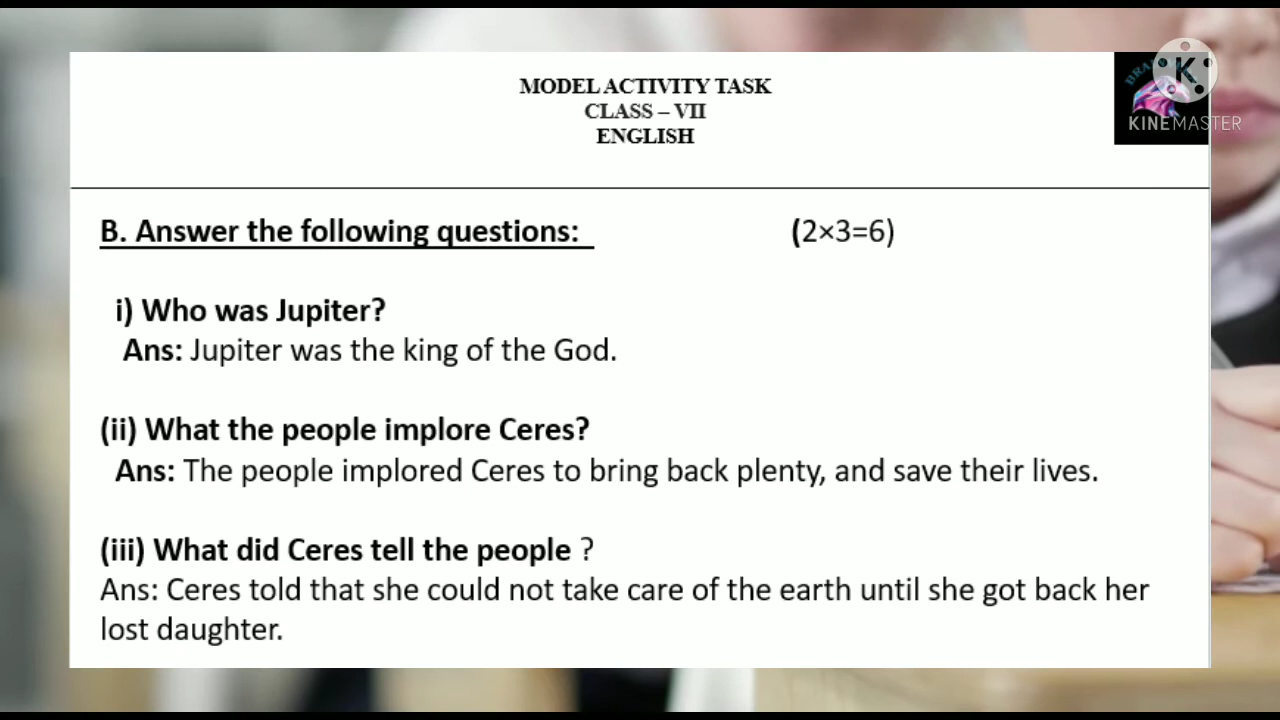 MODEL ACTIVITY TASK
CLASS – VII
ENGLISH
KINEMASTER
B. Answer the following questions: (2×3=6)
i) Who was Jupiter?
Ans: Jupiter was the king of the God.
(ii) What the people implore Ceres?
Ans: The people implored Ceres to bring back plenty, and save their lives.
(iii) What did Ceres tell the people ?
Ans: Ceres told that she could not take care of the earth until she got back her
lost daughter.